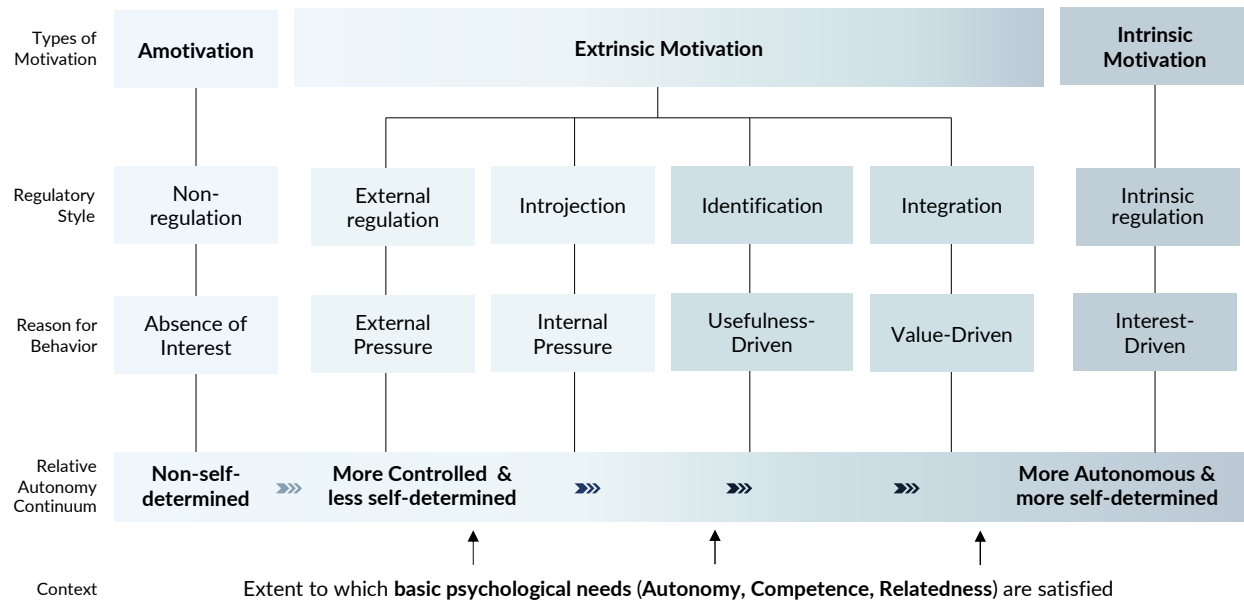 Types of
Motivation
Amotivation
Extrinsic Motivation
Intrinsic
Motivation
Regulatory
Style
Non-
regulation
External
regulation
Introjection
Identification
Integration
Intrinsic
regulation
Reason for
Behavior
Absence of
Interest
External
Pressure
Internal
Pressure
Usefulness-
Driven
Value-Driven
Interest-
Driven
Relative
Autonomy
Continuum
Non-self-
determined
More Controlled &
less self-determined
More Autonomous &
more self-determined
Context
Extent to which basic psychological needs (Autonomy, Competence, Relatedness) are satisfied